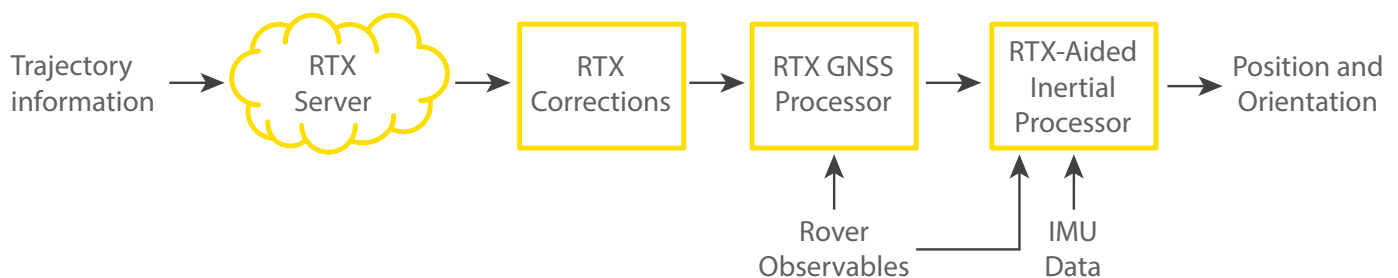 Trajectory
information
RTX
Server
RTX
Corrections
RTX GNSS
Processor
RTX-Aided
Inertial
Processor
Position and
Orientation
Rover
Observables
IMU
Data